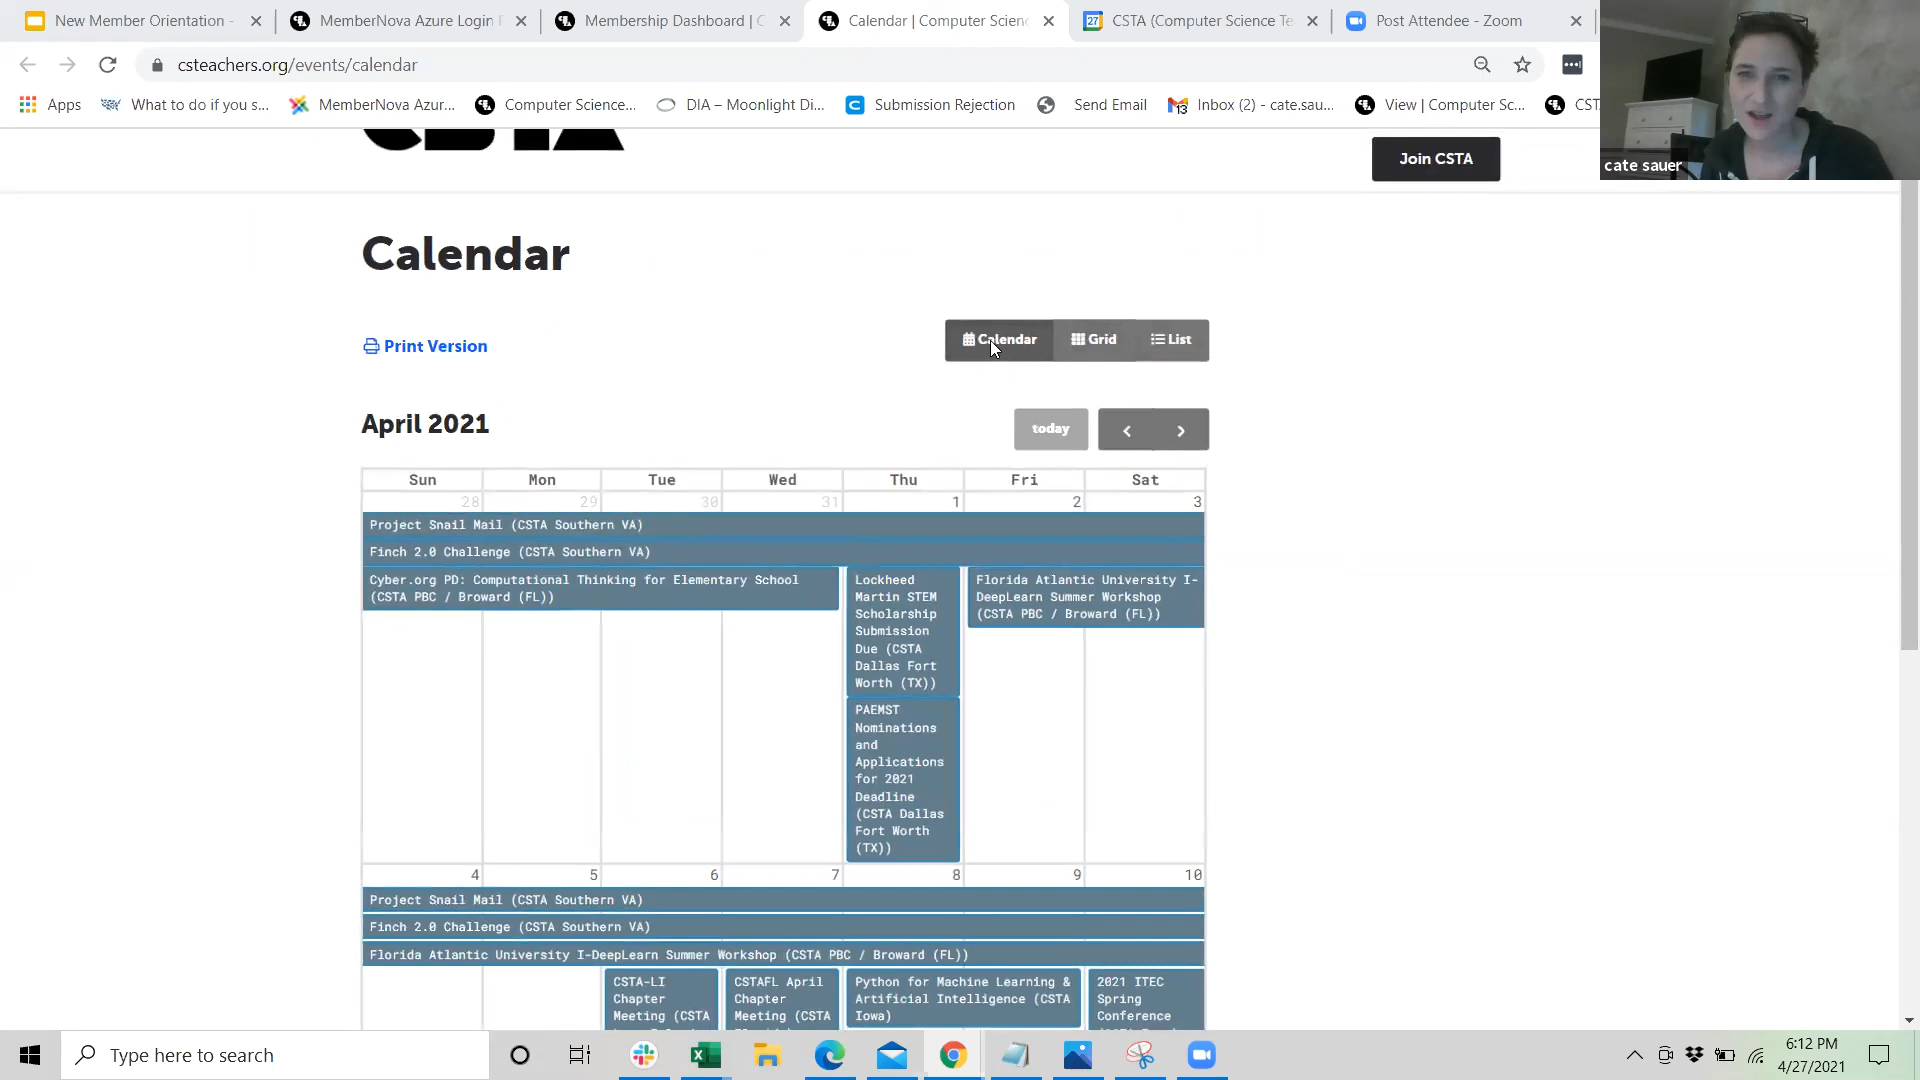 New Member Orientation -
MemberNova Azure Login
Membership Dashboard | C
Calendar | Computer Scienc
CSTA (Computer Science Te
Post Attendee - Zoom
csteachers.org/events/calendar
Apps
What to do if you s...
MemberNova Azur...
Computer Science...
DIA – Moonlight Di...
Submission Rejection
Send Email
Inbox (2) - cate.sau...
View | Computer Sc...
CST
cate sauer
CSTA
Join CSTA
Calendar
Print Version
Calendar
Grid
List
April 2021
today
Sun Mon Tue Wed Thu Fri Sat
28 29 30 31 1 2 3
Project Snail Mail (CSTA Southern VA)
Finch 2.0 Challenge (CSTA Southern VA)
Cyber.org PD: Computational Thinking for Elementary School
(CSTA PBC / Broward (FL))
Lockheed
Martin STEM
Scholarship
Submission
Due (CSTA
Dallas Fort
Worth (TX))
PAEMST
Nominations
and
Applications
for 2021
Deadline
(CSTA Dallas
Fort Worth
(TX))
Florida Atlantic University I-
DeepLearn Summer Workshop
(CSTA PBC / Broward (FL))
4 5 6 7 8 9 10
Project Snail Mail (CSTA Southern VA)
Finch 2.0 Challenge (CSTA Southern VA)
Florida Atlantic University I-DeepLearn Summer Workshop (CSTA PBC / Broward (FL))
CSTA-LI
Chapter
Meeting (CSTA
CSTAFL April
Chapter
Meeting (CSTA
Python for Machine Learning &
Artificial Intelligence (CSTA
Iowa)
2021 ITEC
Spring
Conference
Type here to search
6:12 PM
4/27/2021